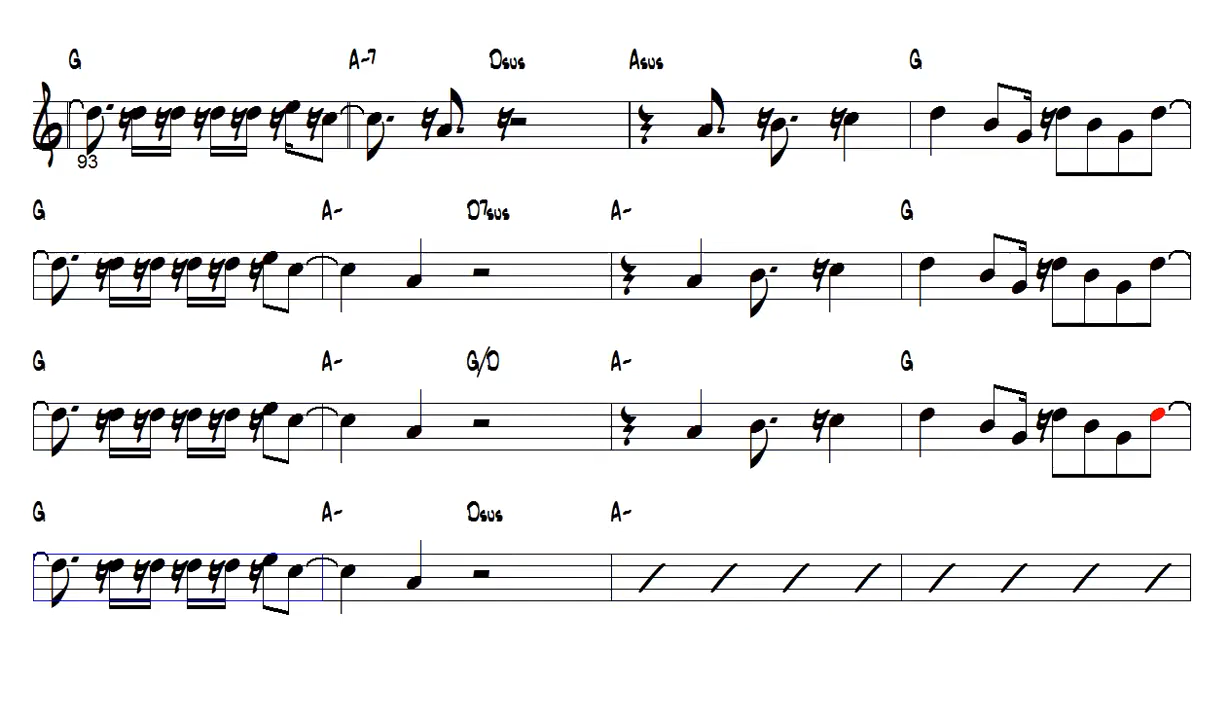 G A-7 Dsus Asus G
93
G A- D7sus A- G
G A- G/D A- G
G A- Dsus A-